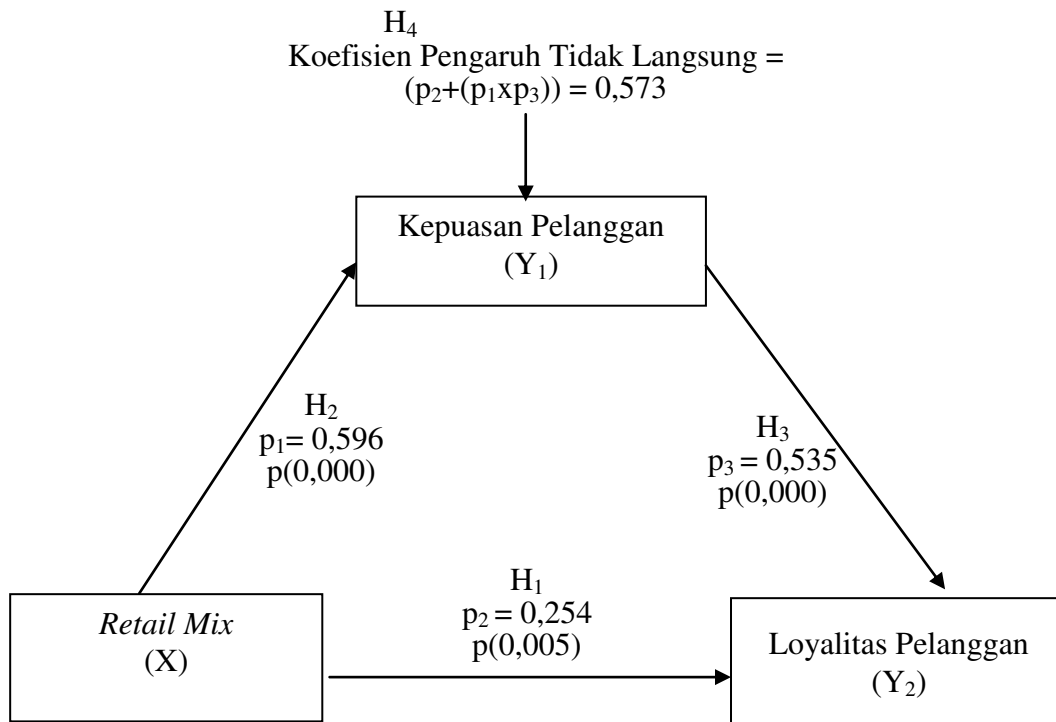 H₄
Koefisien Pengaruh Tidak Langsung =
(p₂+(p₁xp₃)) = 0,573
Kepuasan Pelanggan
(Y₁)
H₂
p₁= 0,596
p(0,000)
H₃
p₃ = 0,535
p(0,000)
H₁
p₂ = 0,254
p(0,005)
Retail Mix
(X)
Loyalitas Pelanggan
(Y₂)